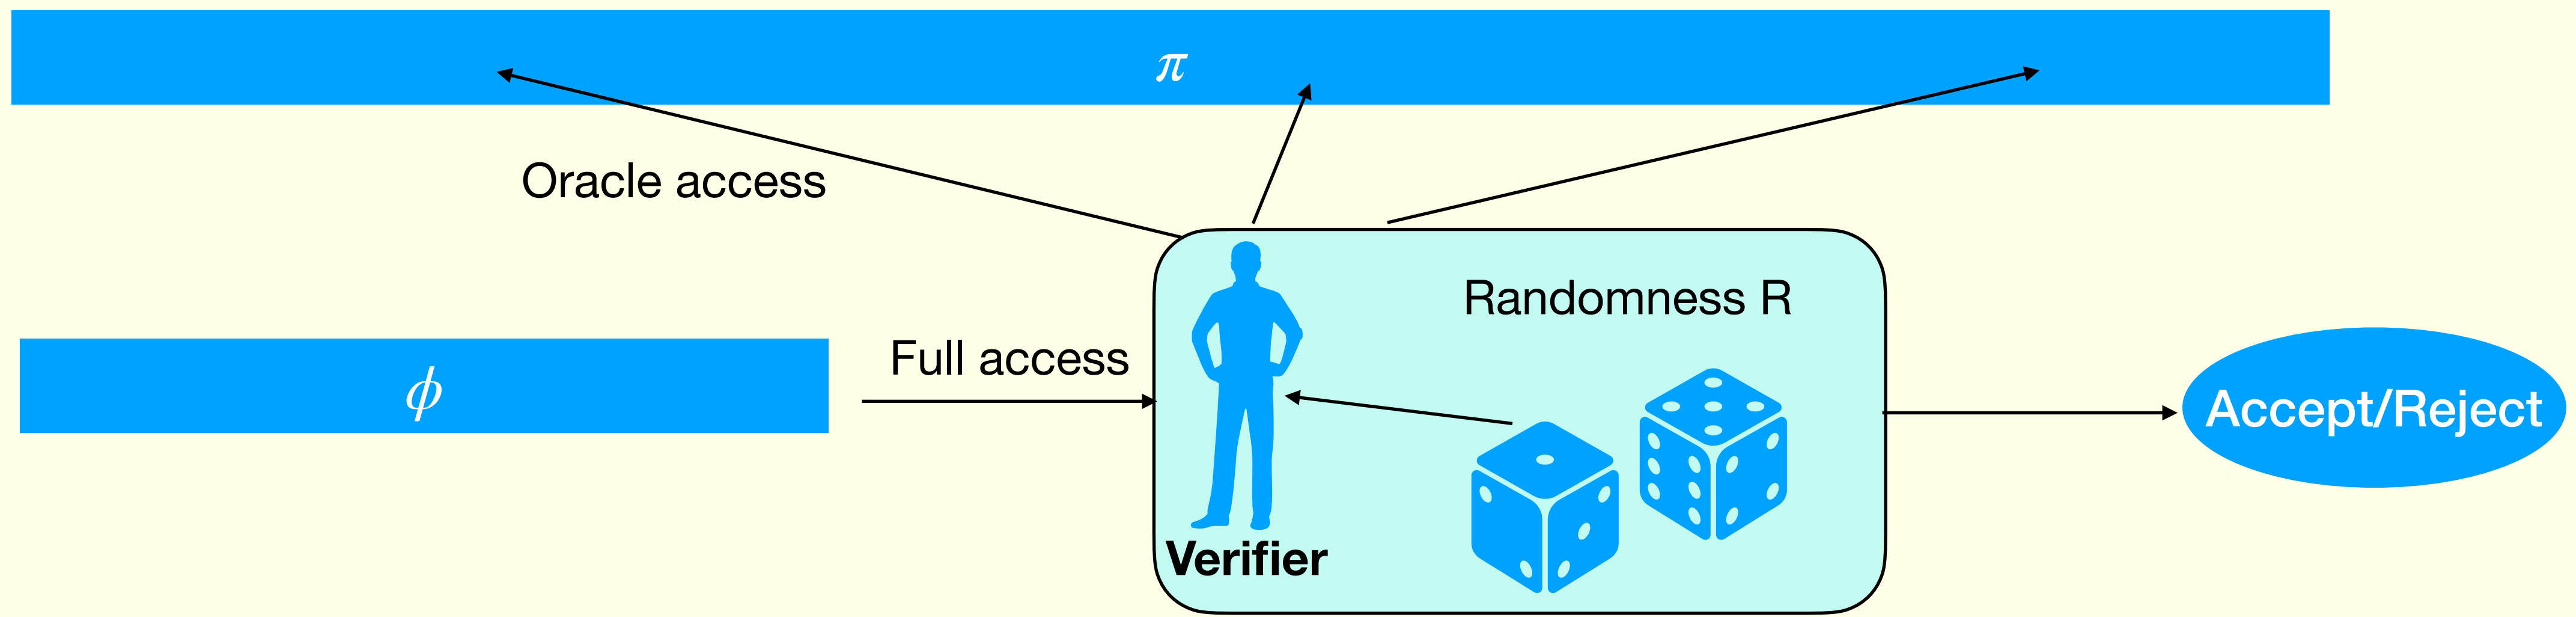 π
Oracle access
Randomness R
Full access
ϕ
Accept/Reject
Verifier